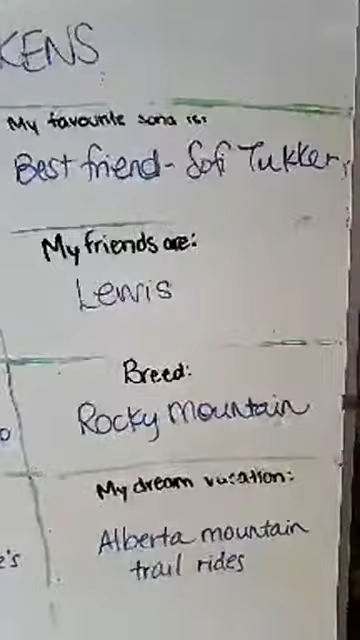 KENS
My favourite song is:
Best friend - Sofi Tukker
My friends are:
Lewis
Breed:
Rocky Mountain
My dream vacation:
Alberta mountain
trail rides
e's